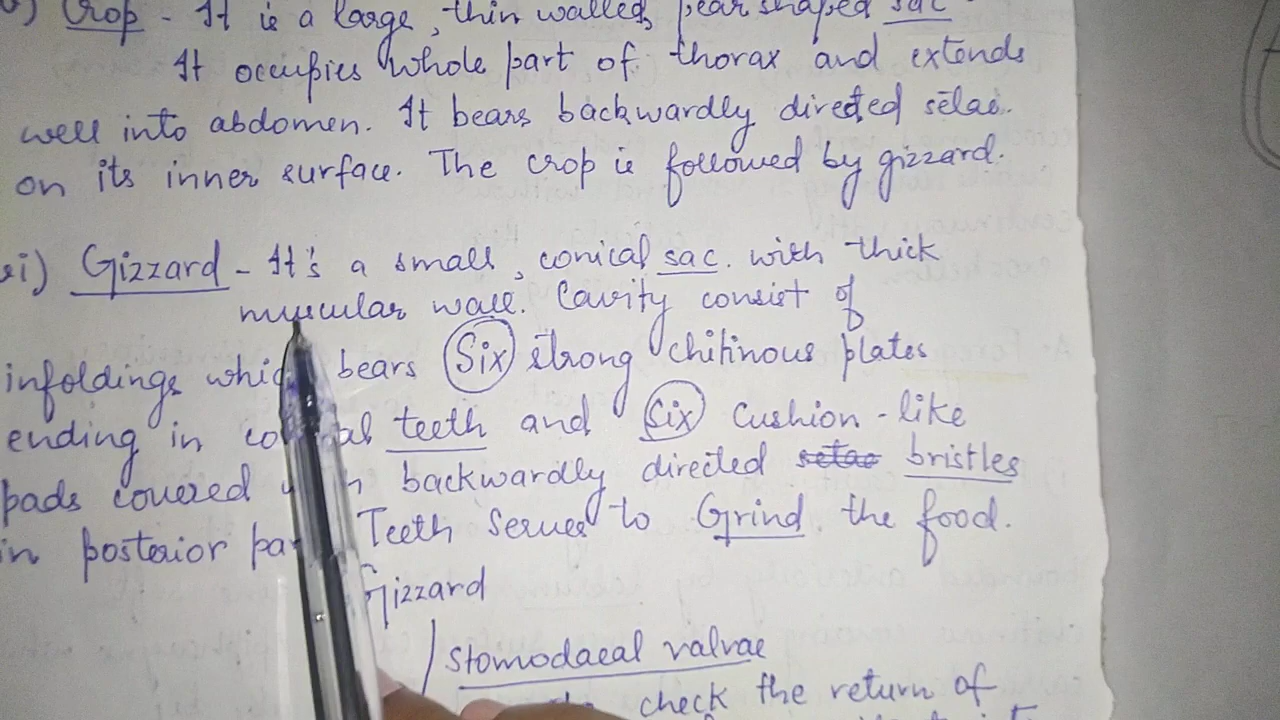 Crop - It is a large, thin walled, pear shaped sac
It occupies whole part of thorax and extends
well into abdomen. It bears backwardly directed setae.
on its inner surface. The crop is followed by gizzard.
vi) Gizzard - It's a small, conical sac. with thick
muscular wall. Cavity consist of
infoldings which bears Six strong chitinous plates
ending in conical teeth and Six cushion-like
pads covered with backwardly directed setae bristles
in posterior part Teeth serves to Grind the food.
Gizzard
stomodaeal valvae
check the return of